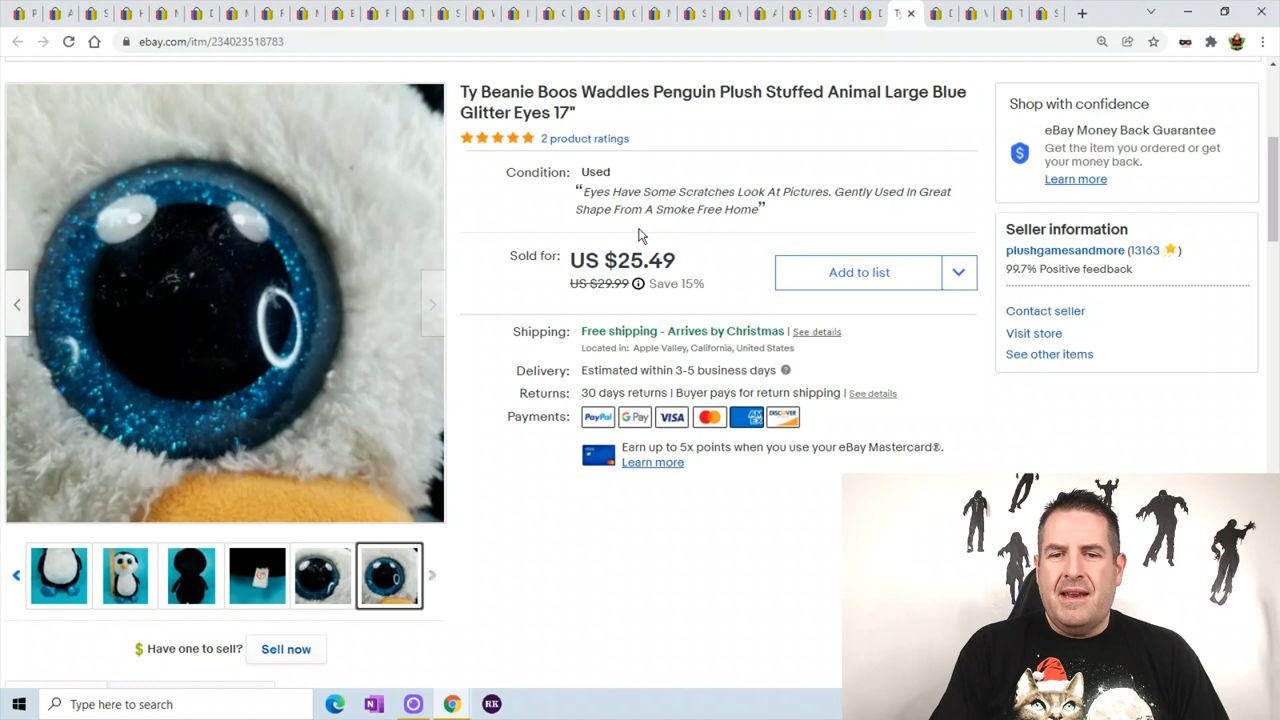 ebay.com/itm/234023518783
Ty Beanie Boos Waddles Penguin Plush Stuffed Animal Large Blue
Glitter Eyes 17"
2 product ratings
Condition: Used
“Eyes Have Some Scratches Look At Pictures. Gently Used In Great
Shape From A Smoke Free Home”
Sold for: US $25.49
US $29.99 Save 15%
Add to list
Shipping: Free shipping - Arrives by Christmas | See details
Located in: Apple Valley, California, United States
Delivery: Estimated within 3-5 business days
Returns: 30 days returns | Buyer pays for return shipping | See details
Payments: PayPal G Pay VISA AM EX DISCOVER
Earn up to 5x points when you use your eBay Mastercard®.
Learn more
Shop with confidence
eBay Money Back Guarantee
Get the item you ordered or get
your money back.
Learn more
Seller information
plushgamesandmore (13163 )
99.7% Positive feedback
Contact seller
Visit store
See other items
Have one to sell? Sell now
Type here to search
RK